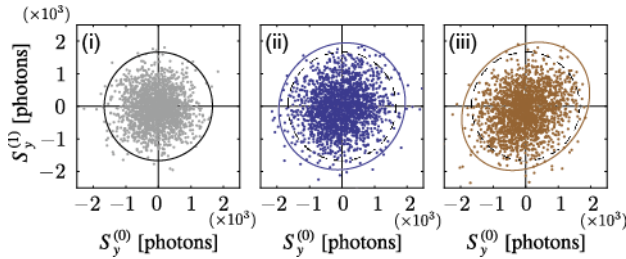 (×10³)
(i) (ii) (iii)
S_y^(1) [photons]
2
1
0
−1
−2
−2 −1 0 1 2 −2 −1 0 1 2 −2 −1 0 1 2
(×10³) (×10³) (×10³)
S_y^(0) [photons] S_y^(0) [photons] S_y^(0) [photons]